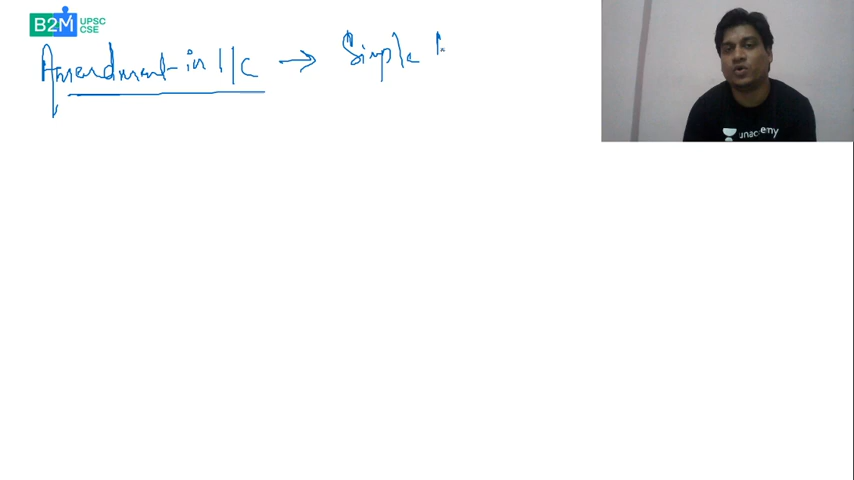 B2M UPSC
CSE
Amendment in I/C → Simple
unacademy